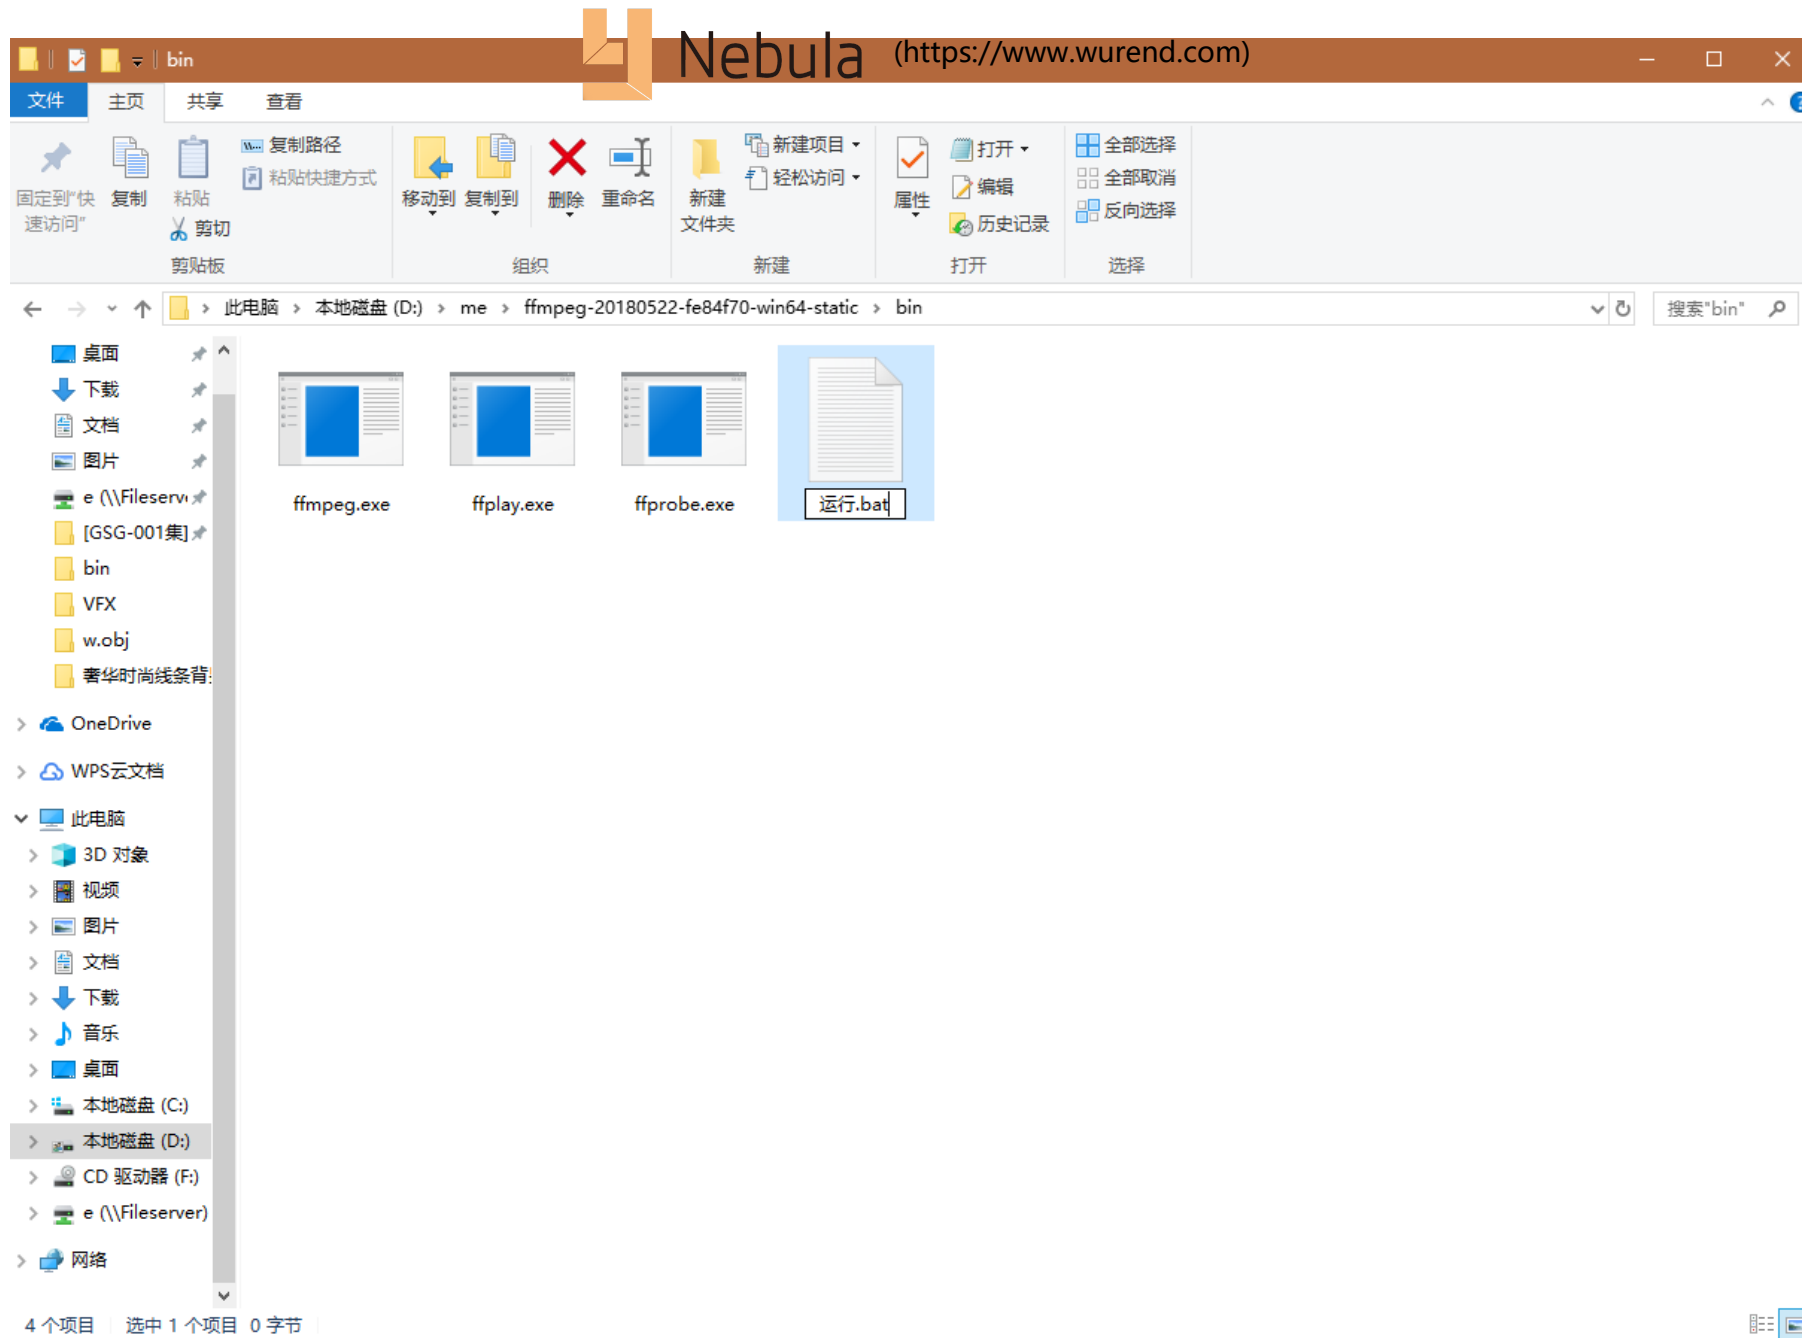 bin
Nebula (https://www.wurend.com)
文件 主页 共享 查看
固定到"快速访问"
复制
粘贴
复制路径
粘贴快捷方式
剪切
剪贴板
移动到
复制到
删除
重命名
组织
新建
文件夹
新建项目
轻松访问
新建
属性
打开
编辑
历史记录
打开
全部选择
全部取消
反向选择
选择
此电脑 › 本地磁盘 (D:) › me › ffmpeg-20180522-fe84f70-win64-static › bin
搜索"bin"
桌面
下载
文档
图片
e (\\Fileserv
[GSG-001集]
bin
VFX
w.obj
奢华时尚线条背
OneDrive
WPS云文档
此电脑
3D 对象
视频
图片
文档
下载
音乐
桌面
本地磁盘 (C:)
本地磁盘 (D:)
CD 驱动器 (F:)
e (\\Fileserver)
网络
ffmpeg.exe
ffplay.exe
ffprobe.exe
运行.bat
4 个项目 选中 1 个项目 0 字节